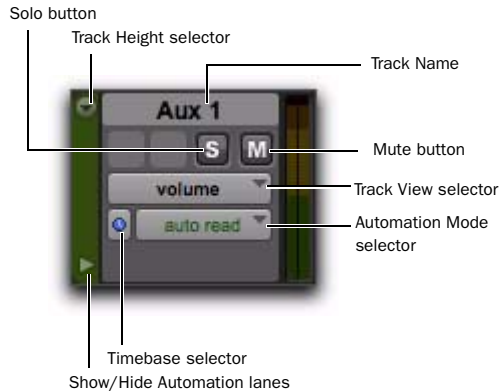 Solo button
Track Height selector
Track Name
Aux 1
S M
Mute button
volume
Track View selector
auto read
Automation Mode
selector
Timebase selector
Show/Hide Automation lanes